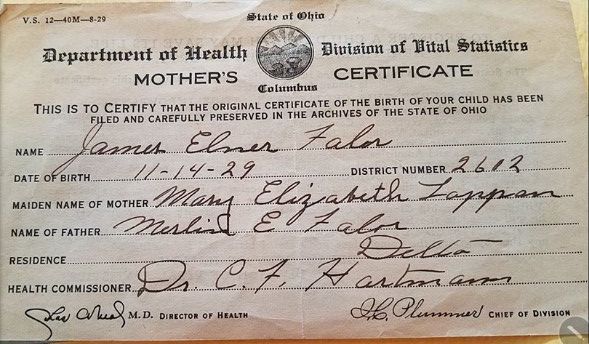 V.S. 12—40M—8-29
State of Ohio
Department of Health Division of Vital Statistics
MOTHER'S CERTIFICATE
Columbus
THIS IS TO CERTIFY THAT THE ORIGINAL CERTIFICATE OF THE BIRTH OF YOUR CHILD HAS BEEN
FILED AND CAREFULLY PRESERVED IN THE ARCHIVES OF THE STATE OF OHIO
NAME James Elmer Falor
DATE OF BIRTH 11-14-29 DISTRICT NUMBER 2602
MAIDEN NAME OF MOTHER Mary Elizabeth Tappan
NAME OF FATHER Merlin E Falor
RESIDENCE Delta
HEALTH COMMISSIONER Dr. C. F. Hartmann
M.D. DIRECTOR OF HEALTH Plummer CHIEF OF DIVISION